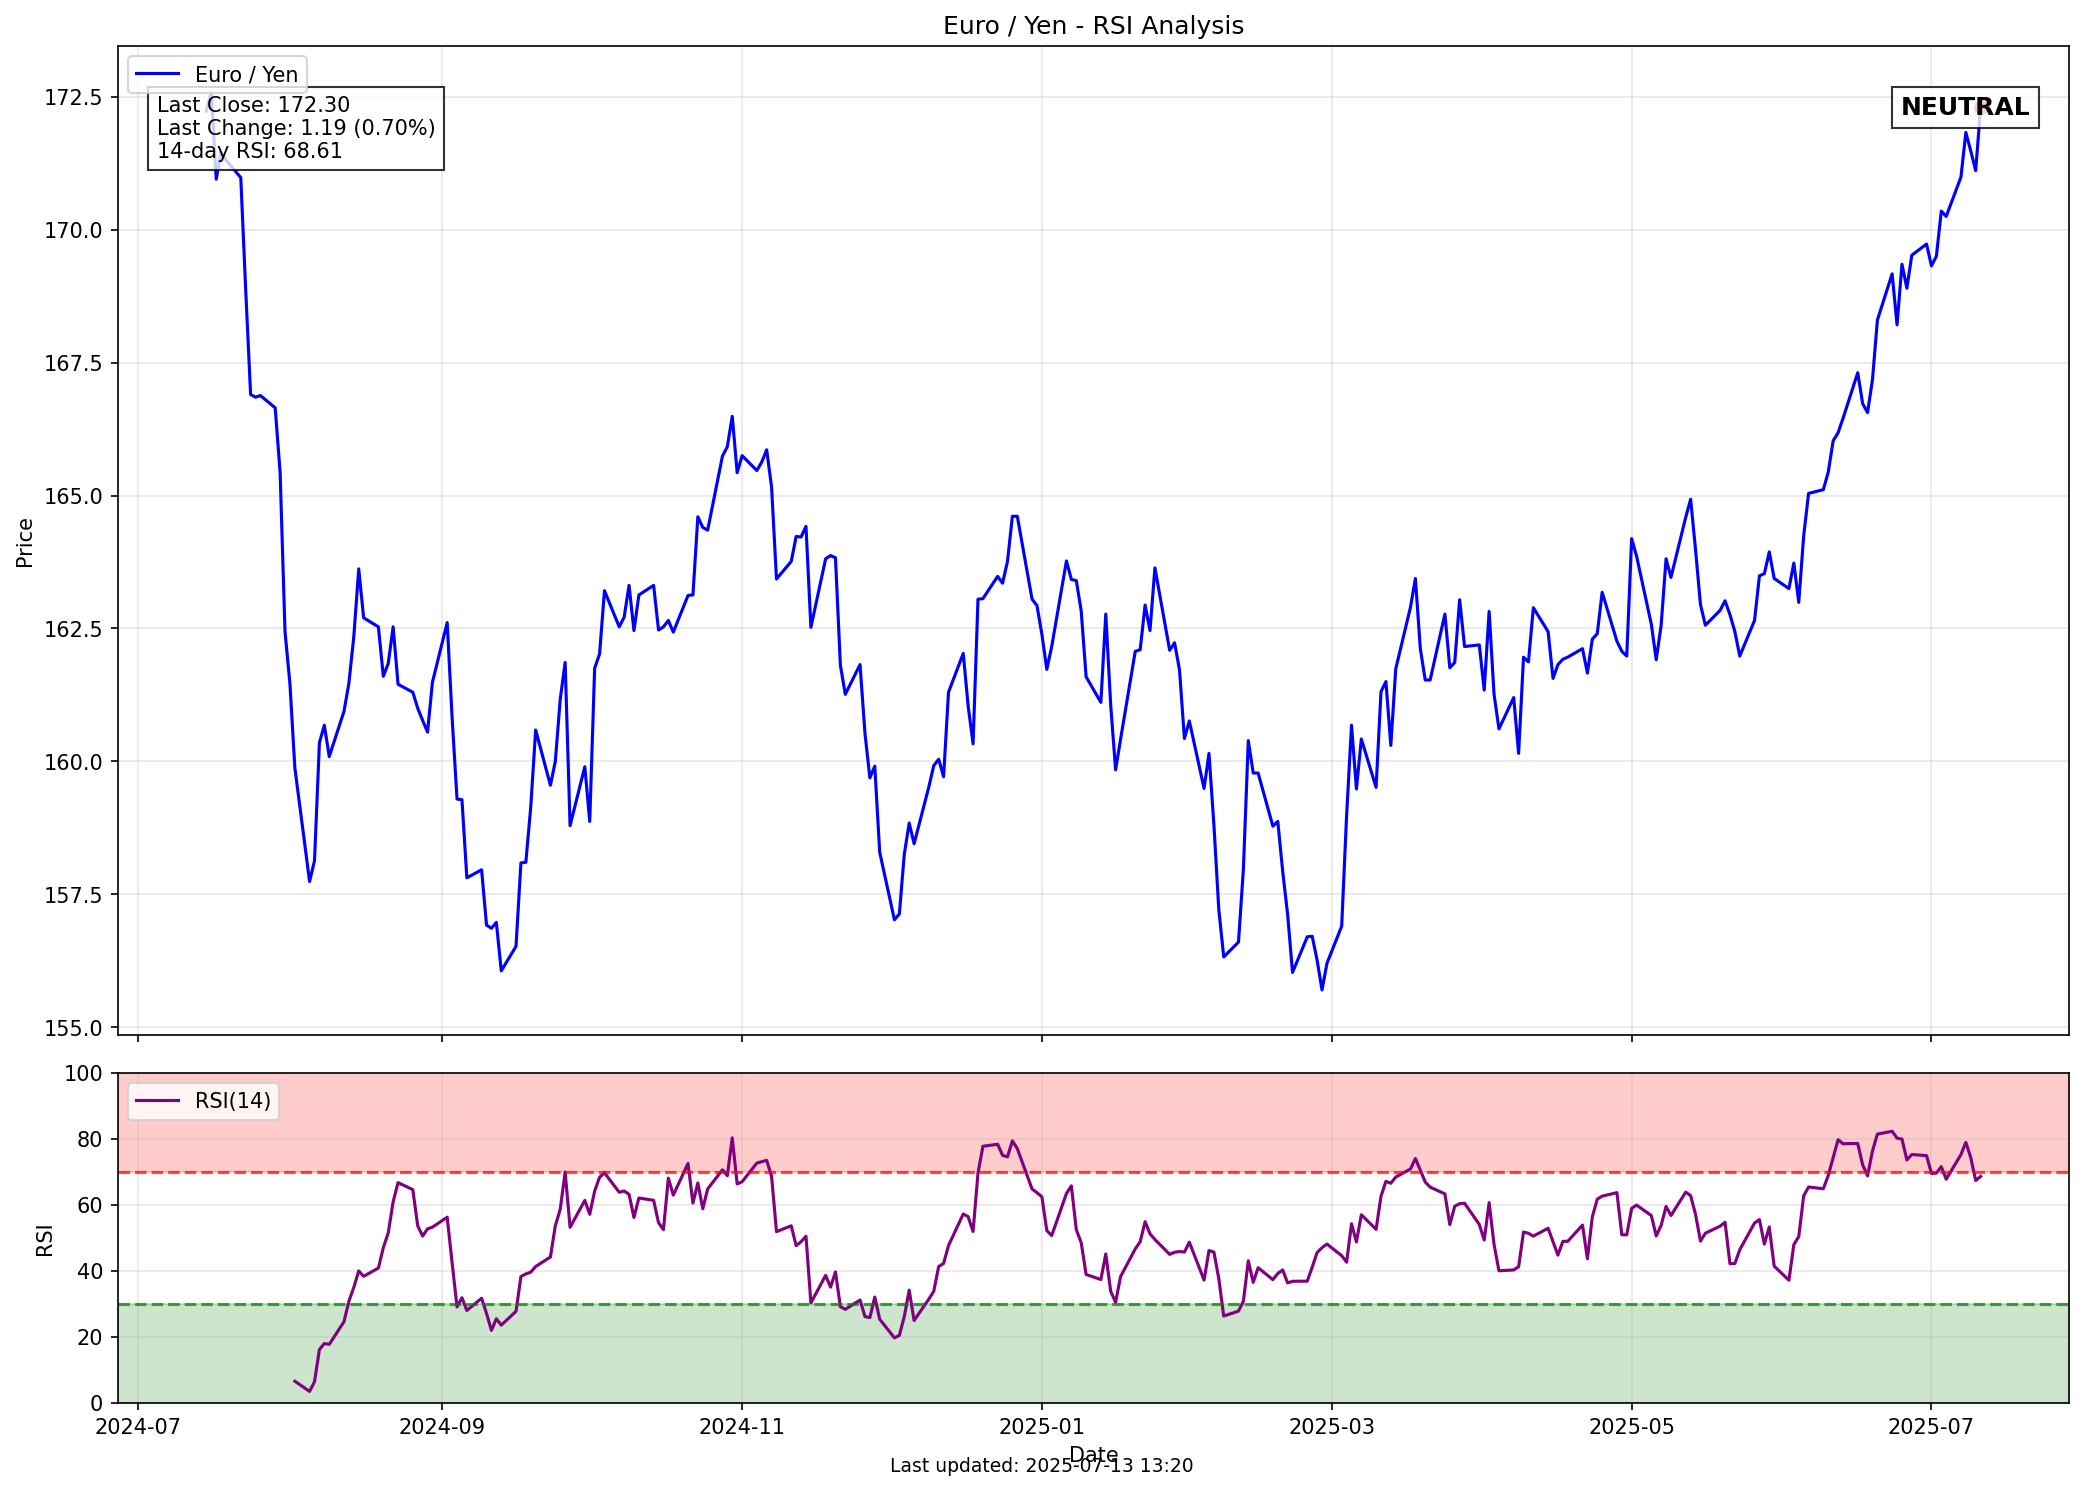 Euro / Yen - RSI Analysis
Euro / Yen
Last Close: 172.30
Last Change: 1.19 (0.70%)
14-day RSI: 68.61
NEUTRAL
Price
172.5
170.0
167.5
165.0
162.5
160.0
157.5
155.0
RSI(14)
RSI
100
80
60
40
20
0
2024-07
2024-09
2024-11
2025-01
2025-03
2025-05
2025-07
Date
Last updated: 2025-07-13 13:20